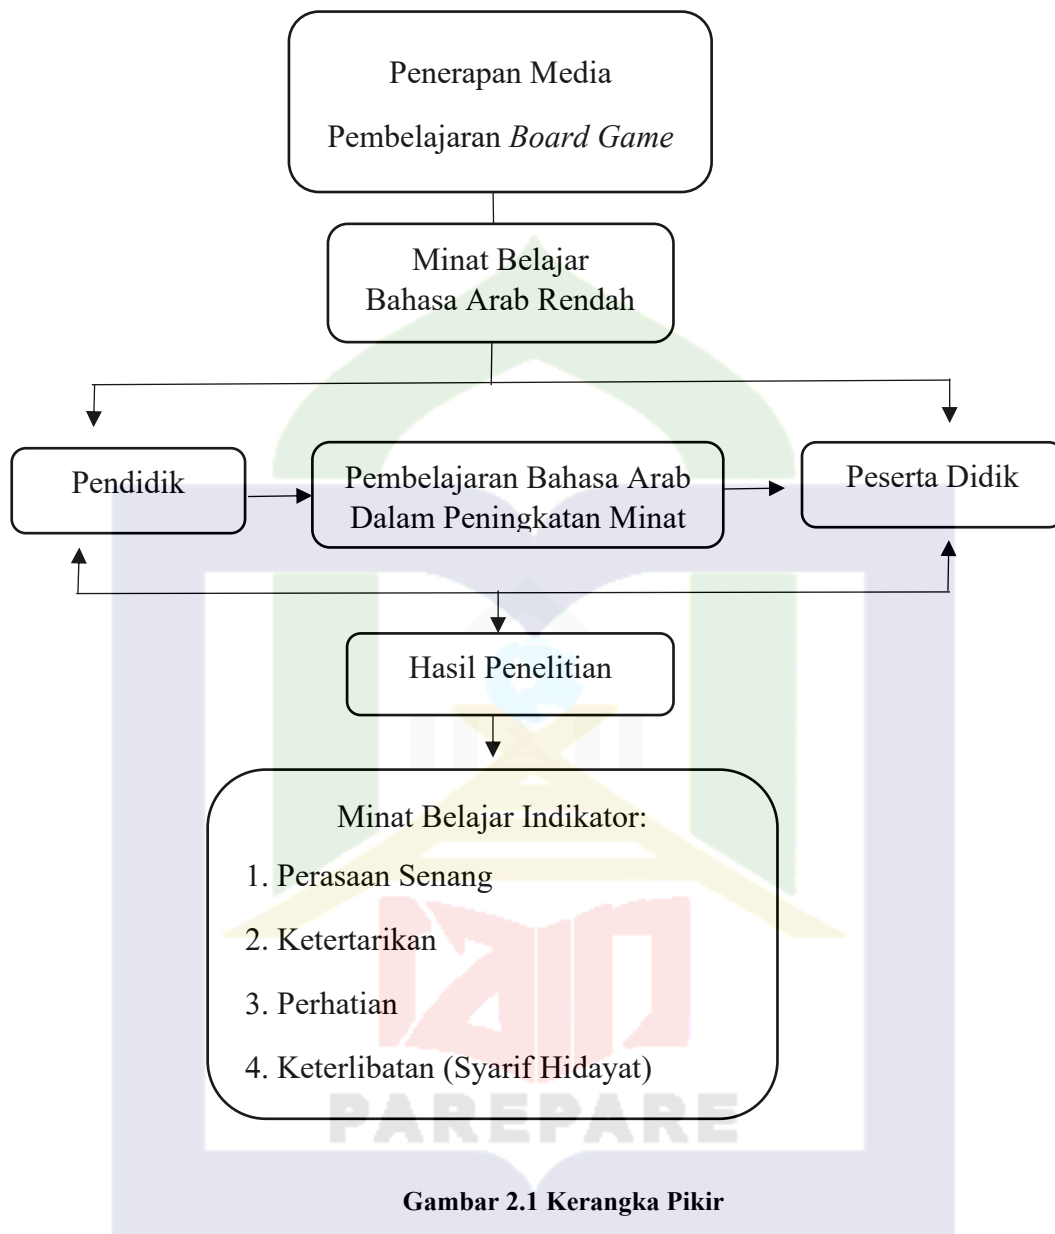 Penerapan Media
Pembelajaran Board Game
Minat Belajar
Bahasa Arab Rendah
Pendidik
Pembelajaran Bahasa Arab
Dalam Peningkatan Minat
Peserta Didik
Hasil Penelitian
Minat Belajar Indikator:
1. Perasaan Senang
2. Ketertarikan
3. Perhatian
4. Keterlibatan (Syarif Hidayat)
iain
PAREPARE
Gambar 2.1 Kerangka Pikir